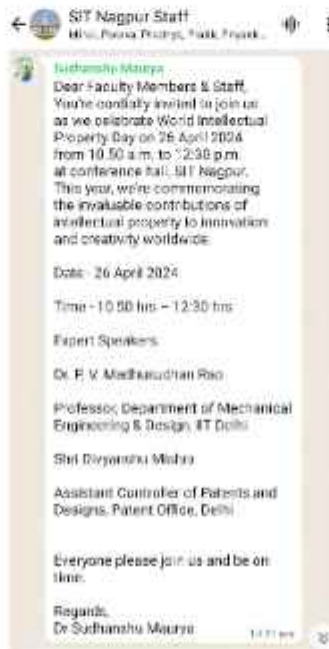 SIT Nagpur Staff
Sudhanshu Maurya
Dear Faculty Members & Staff,
You're cordially invited to join us
as we celebrate World Intellectual
Property Day on 26 April 2024
from 10.50 a.m. to 12:30 p.m.
at conference hall, SIT Nagpur.
This year, we're commemorating
the invaluable contributions of
intellectual property to innovation
and creativity worldwide.
Date - 26 April 2024
Time - 10:50 hrs – 12:30 hrs
Expert Speakers
Dr. P. V. Madhusudhan Rao
Professor, Department of Mechanical
Engineering & Design, IIT Delhi
Shri Divyanshu Mishra
Assistant Controller of Patents and
Designs, Patent Office, Delhi
Everyone please join us and be on
time.
Regards,
Dr Sudhanshu Maurya